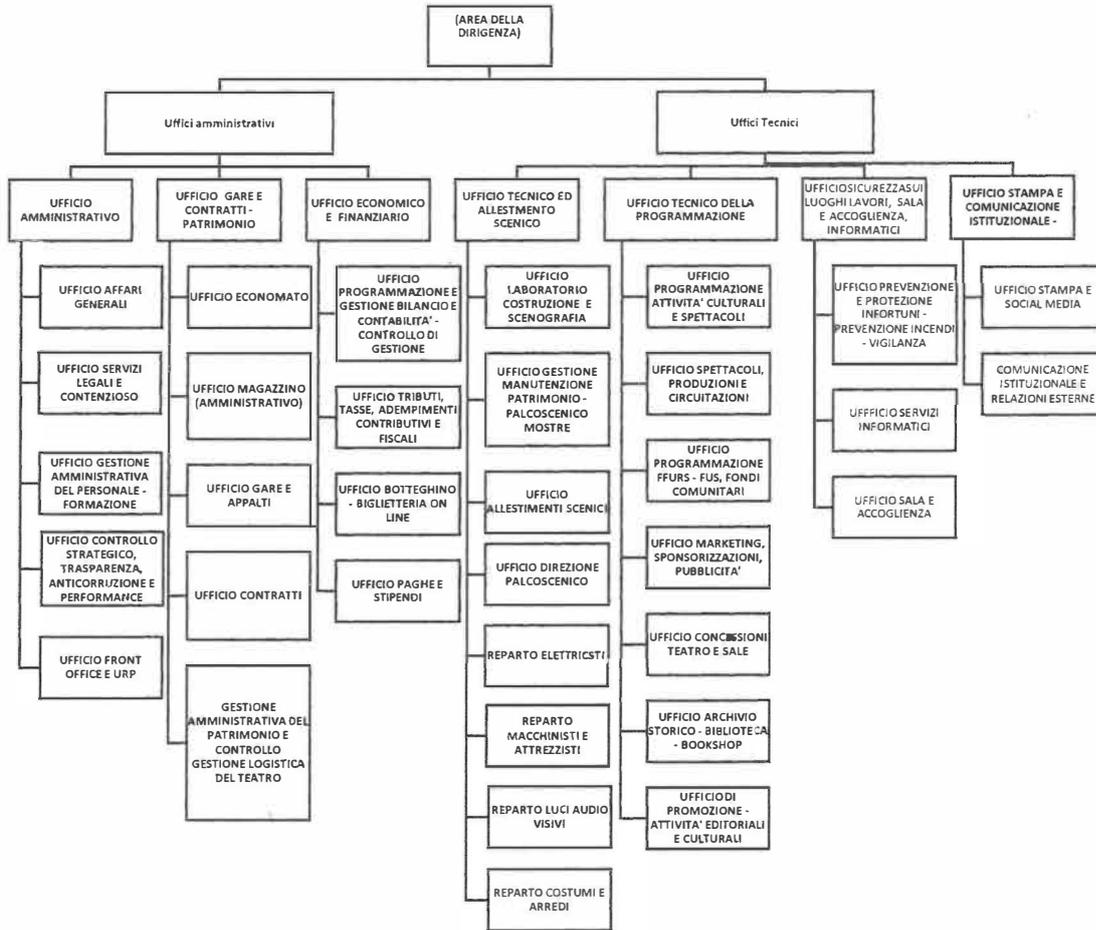 (AREA DELLA
DIRIGENZA)
Uffici amministrativi
Uffici Tecnici
UFFICIO
AMMINISTRATIVO
UFFICIO GARE E
CONTRATTI -
PATRIMONIO
UFFICIO ECONOMICO
E FINANZIARIO
UFFICIO TECNICO ED
ALLESTMENTO
SCENICO
UFFICIO TECNICO DELLA
PROGRAMMAZIONE
UFFICIOSICUREZZASUI
LUOGHI LAVORI, SALA
E ACCOGLIENZA,
INFORMATICI
UFFICIO STAMPA E
COMUNICAZIONE
ISTITUZIONALE -
UFFICIO AFFARI
GENERALI
UFFICIO SERVIZI
LEGALI E
CONTENZIOSO
UFFICIO GESTIONE
AMMINISTRATIVA
DEL PERSONALE -
FORMAZIONE
UFFICIO CONTROLLO
STRATEGICO,
TRASPARENZA,
ANTICORRUZIONE E
PERFORMANCE
UFFICIO FRONT
OFFICE E URP
UFFICIO ECONOMATO
UFFICIO MAGAZZINO
(AMMINISTRATIVO)
UFFICIO GARE E
APPALTI
UFFICIO CONTRATTI
GESTIONE
AMMINISTRATIVA DEL
PATRIMONIO E
CONTROLLO
GESTIONE LOGISTICA
DEL TEATRO
UFFICIO
PROGRAMMAZIONE E
GESTIONE BILANCIO E
CONTABILITA' -
CONTROLLO DI
GESTIONE
UFFICIO TRIBUTI,
TASSE, ADEMPIMENTI
CONTRIBUTIVI E
FISCALI
UFFICIO BOTTEGHINO
- BIGLIETTERIA ON
LINE
UFFICIO PAGHE E
STIPENDI
UFFICIO
LABORATORIO
COSTRUZIONE E
SCENOGRAFIA
UFFICIO GESTIONE
MANUTENZIONE
PATRIMONIO -
PALCOSCENICO
MOSTRE
UFFICIO
ALLESTIMENTI SCENICI
UFFICIO DIREZIONE
PALCOSCENICO
REPARTO ELETTRICSTI
REPARTO
MACCHINISTI E
ATTREZZISTI
REPARTO LUCI AUDIO
VISIVI
REPARTO COSTUMI E
ARREDI
UFFICIO
PROGRAMMAZIONE
ATTIVITA' CULTURALI
E SPETTACOLI
UFFICIO SPETTACOLI,
PRODUZIONI E
CIRCUITAZIONI
UFFICIO
PROGRAMMAZIONE
FFURS - FUS, FONDI
COMUNITARI
UFFICIO MARKETING,
SPONSORIZZAZIONI,
PUBBLICITA'
UFFICIO CONCESSIONI
TEATRO E SALE
UFFICIO ARCHIVIO
STORICO - BIBLIOTECA
- BOOKSHOP
UFFICIO DI
PROMOZIONE -
ATTIVITA' EDITORIALI
E CULTURALI
UFFICIO PREVENZIONE
E PROTEZIONE
INFORTUNI -
PREVENZIONE INCENDI
- VIGILANZA
UFFFICIO SERVIZI
INFORMATICI
UFFICIO SALA E
ACCOGLIENZA
UFFICIO STAMPA E
SOCIAL MEDIA
COMUNICAZIONE
ISTITUZIONALE E
RELAZIONI ESTERNE